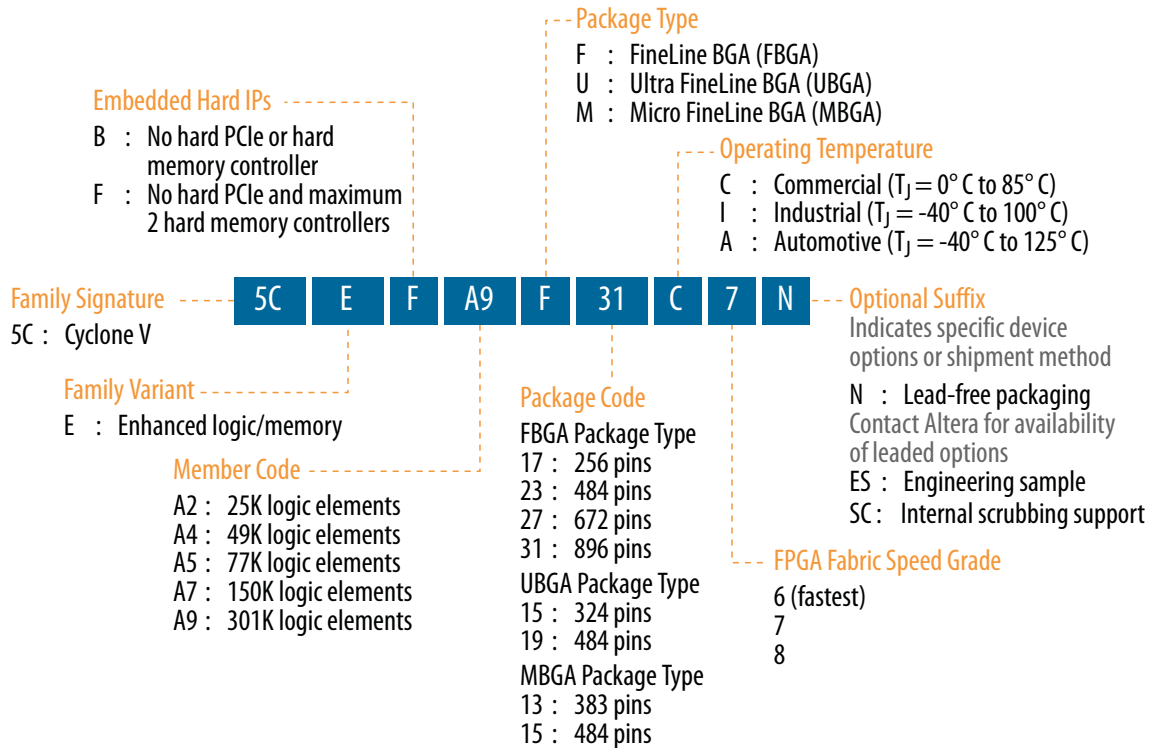 Package Type
F : FineLine BGA (FBGA)
U : Ultra FineLine BGA (UBGA)
M : Micro FineLine BGA (MBGA)
Embedded Hard IPs
B : No hard PCIe or hard
memory controller
F : No hard PCIe and maximum
2 hard memory controllers
Operating Temperature
C : Commercial (TJ = 0° C to 85° C)
I : Industrial (TJ = -40° C to 100° C)
A : Automotive (TJ = -40° C to 125° C)
Family Signature
5C : Cyclone V
5C E F A9 F 31 C 7 N
Optional Suffix
Indicates specific device
options or shipment method
N : Lead-free packaging
Contact Altera for availability
of leaded options
ES : Engineering sample
SC : Internal scrubbing support
Family Variant
E : Enhanced logic/memory
Member Code
A2 : 25K logic elements
A4 : 49K logic elements
A5 : 77K logic elements
A7 : 150K logic elements
A9 : 301K logic elements
Package Code
FBGA Package Type
17 : 256 pins
23 : 484 pins
27 : 672 pins
31 : 896 pins
UBGA Package Type
15 : 324 pins
19 : 484 pins
MBGA Package Type
13 : 383 pins
15 : 484 pins
FPGA Fabric Speed Grade
6 (fastest)
7
8